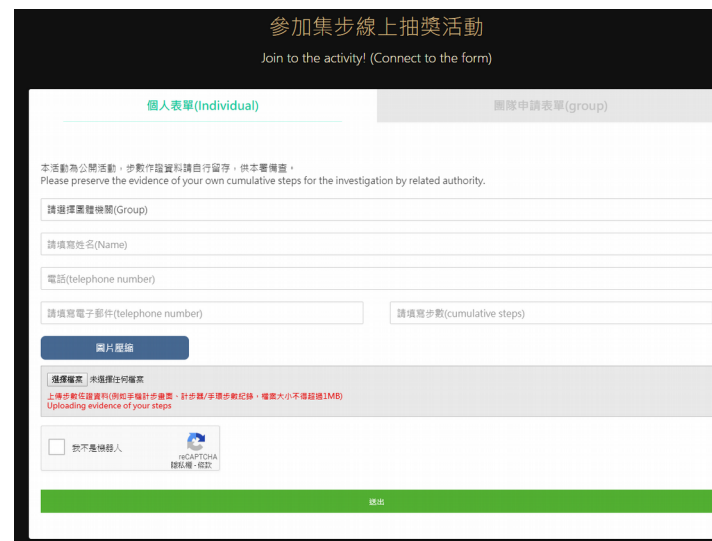 參加集步線上抽獎活動
Join to the activity! (Connect to the form)
個人表單(Individual) 團隊申請表單(group)
本活動為公開活動，步數作證資料請自行留存，供本署備查。
Please preserve the evidence of your own cumulative steps for the investigation by related authority.
請選擇團體機關(Group)
請填寫姓名(Name)
電話(telephone number)
請填寫電子郵件(telephone number) 請填寫步數(cumulative steps)
圖片壓縮
選擇檔案 未選擇任何檔案
上傳步數佐證資料(例如手機計步畫面、計步器/手環步數紀錄，檔案大小不得超過1MB)
Uploading evidence of your steps
我不是機器人
reCAPTCHA
隱私權 - 條款
送出